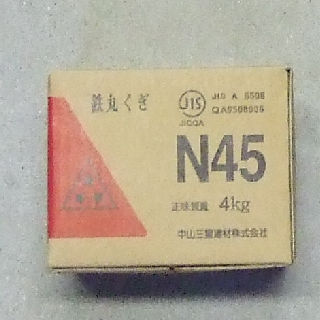 鉄丸くぎ
JIS
JIS A 5508
QA0508006
JICQA
N45
正味質量 4kg
中山三星建材株式会社